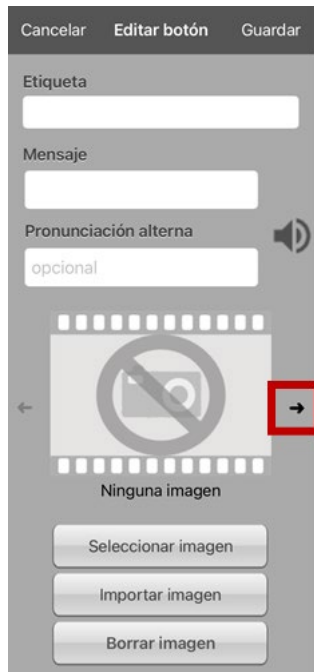 Cancelar Editar botón Guardar
Etiqueta
Mensaje
Pronunciación alterna
opcional
Ninguna imagen
Seleccionar imagen
Importar imagen
Borrar imagen